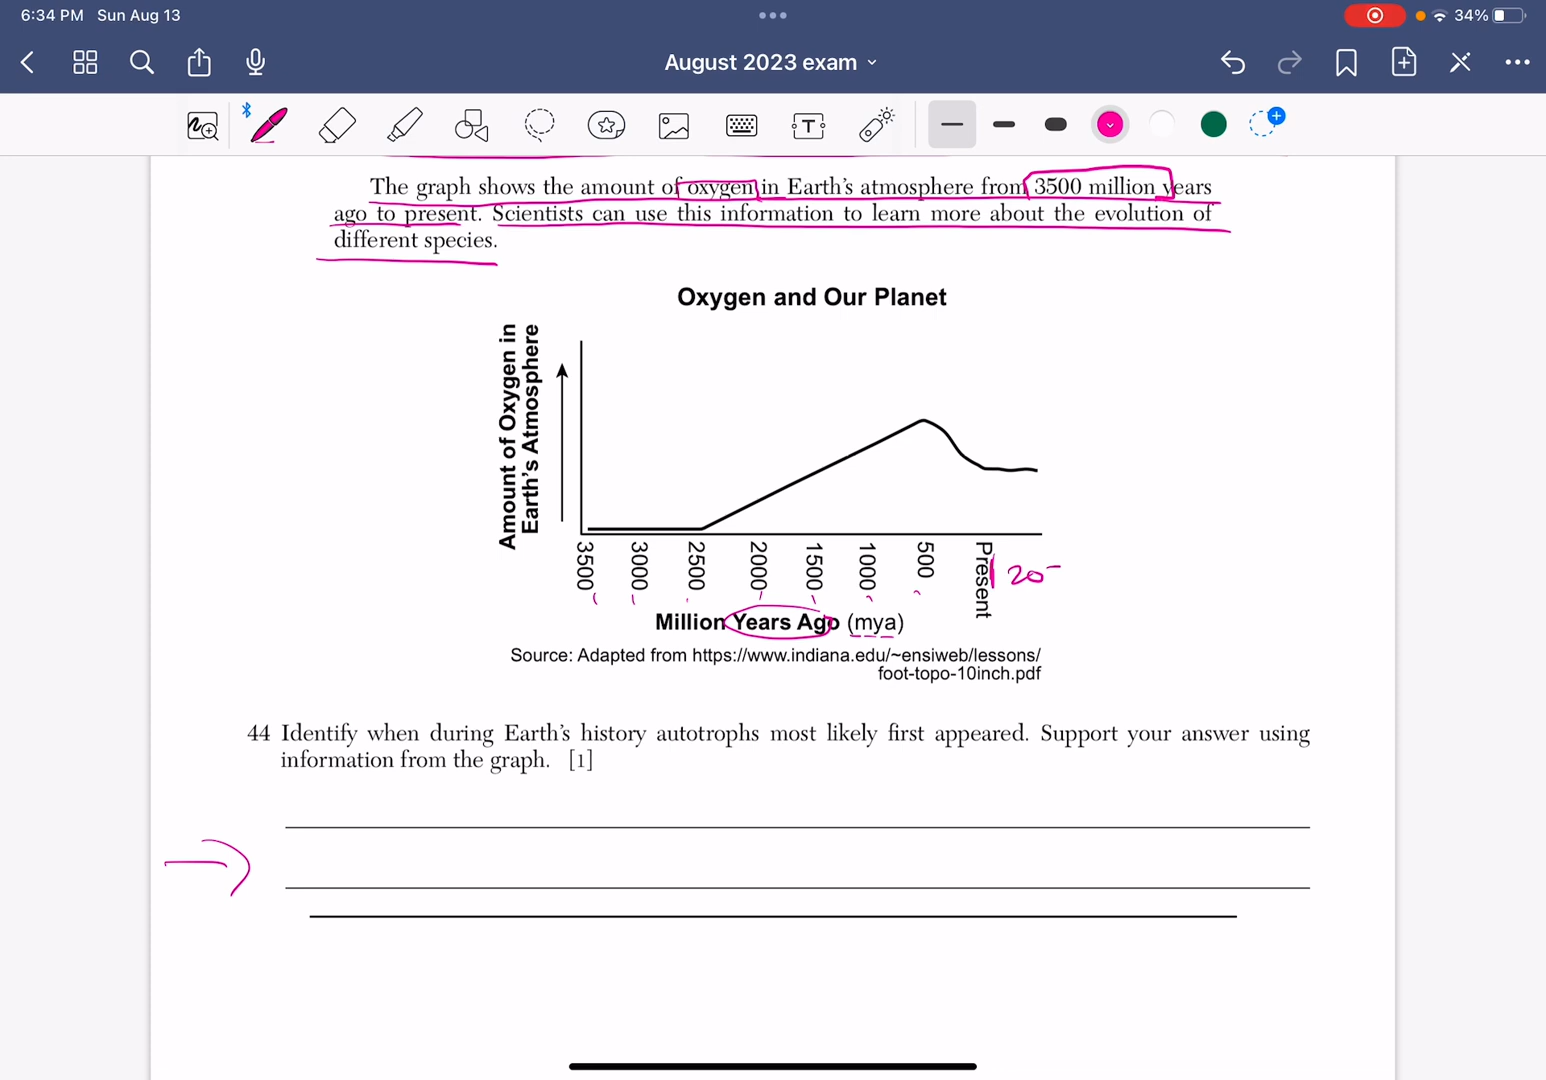 6:34 PM Sun Aug 13
34%
August 2023 exam
The graph shows the amount of oxygen in Earth's atmosphere from 3500 million years
ago to present. Scientists can use this information to learn more about the evolution of
different species.
Oxygen and Our Planet
Amount of Oxygen in
Earth's Atmosphere
3500
3000
2500
2000
1500
1000
500
Present
20
Million Years Ago (mya)
Source: Adapted from https://www.indiana.edu/~ensiweb/lessons/
foot-topo-10inch.pdf
44 Identify when during Earth's history autotrophs most likely first appeared. Support your answer using
information from the graph. [1]